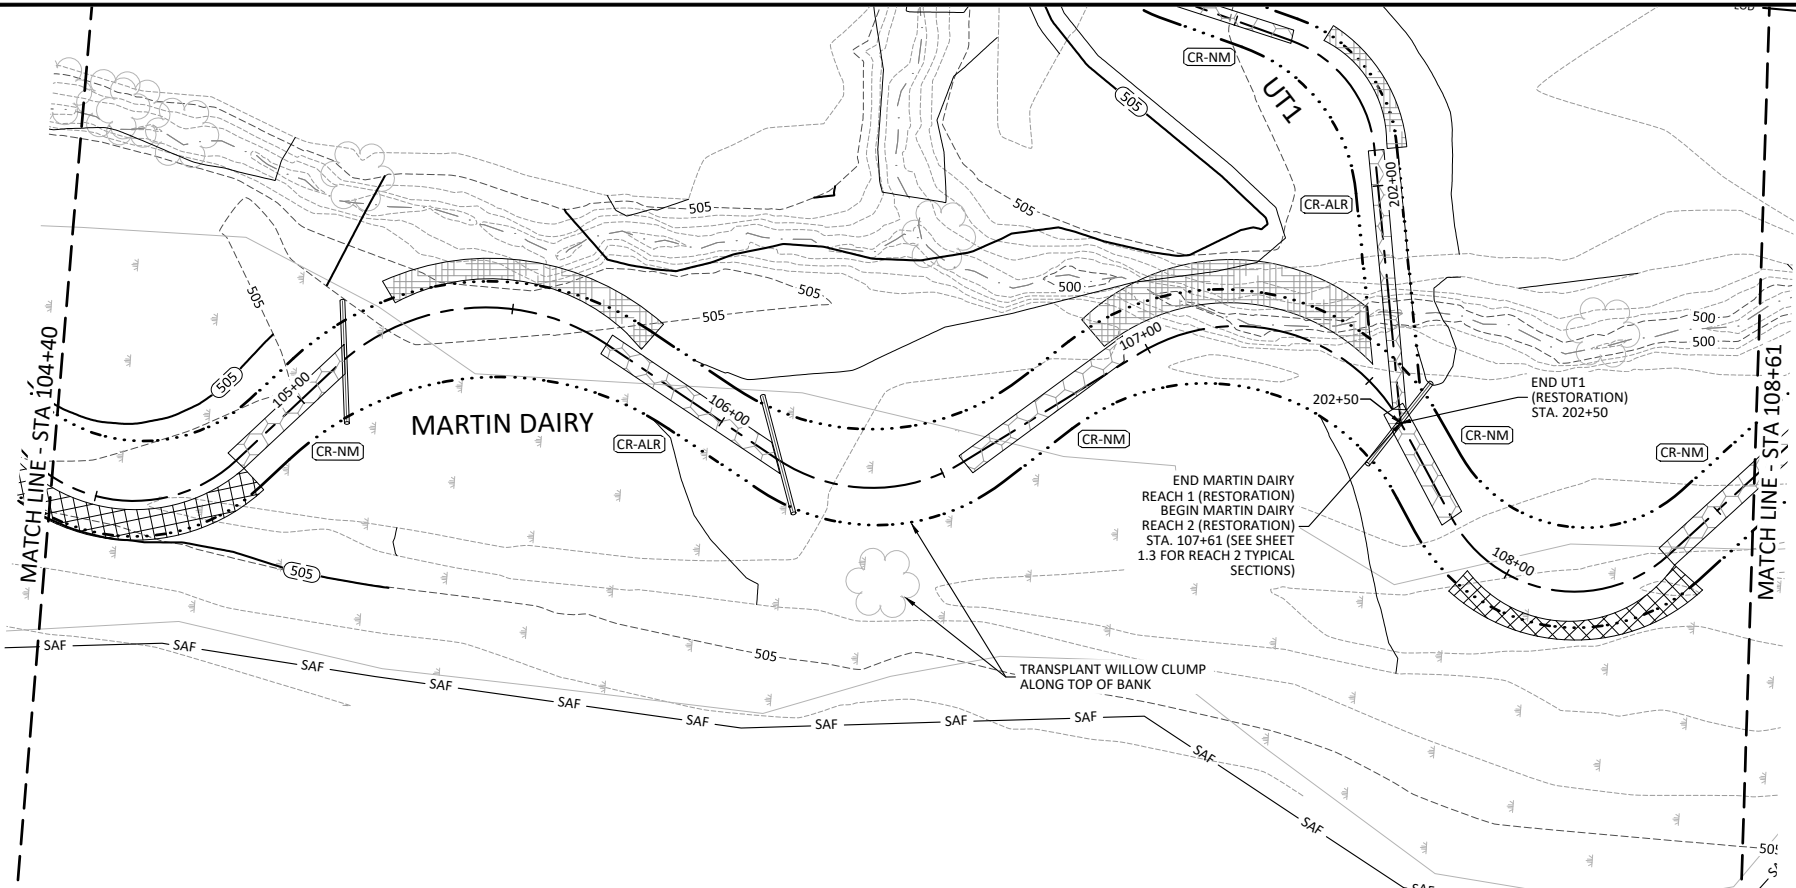 CR-NM
UT1
505
202+00
CR-ALR
505
505
505
505
505
500
500
500
107+00
105+00
505
106+00
MARTIN DAIRY
CR-NM
CR-ALR
CR-NM
202+50
END UT1
(RESTORATION)
STA. 202+50
CR-NM
CR-NM
MATCH LINE - STA 104+40
MATCH LINE - STA 108+61
END MARTIN DAIRY
REACH 1 (RESTORATION)
BEGIN MARTIN DAIRY
REACH 2 (RESTORATION)
STA. 107+61 (SEE SHEET
1.3 FOR REACH 2 TYPICAL
SECTIONS)
108+00
505
505
TRANSPLANT WILLOW CLUMP
ALONG TOP OF BANK
SAF
SAF
SAF
SAF
SAF
SAF
SAF
SAF
SAF
SAF
SAF